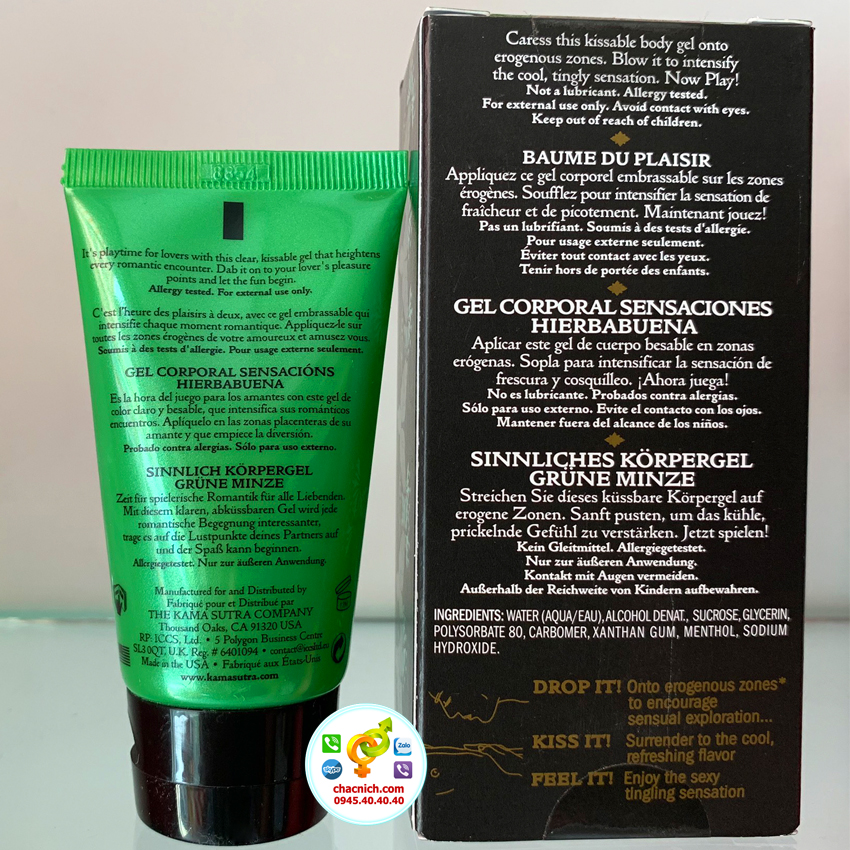 0854
It's playtime for lovers with this clear, kissable gel that heightens
every romantic encounter. Dab it on to your lover's pleasure
points and let the fun begin.
Allergy tested. For external use only.
C'est l'heure des plaisirs à deux, avec ce gel embrassable qui
intensifie chaque moment romantique. Appliquez-le sur
toutes les zones érogènes de votre amoureux et amusez vous.
Soumis à des tests d'allergie. Pour usage externe seulement.
GEL CORPORAL SENSACIÓNS
HIERBABUENA
Es la hora del juego para los amantes con este gel de
color claro y besable, que intensifica sus románticos
encuentros. Aplíquelo en las zonas placenteras de su
amante y que empiece la diversión.
Probado contra alergias. Sólo para uso externo.
SINNLICH KÖRPERGEL
GRÜNE MINZE
Zeit für spielerische Romantik für alle Liebenden.
Mit diesem klaren, abküssbaren Gel wird jede
romantische Begegnung interessanter,
trage es auf die Lustpunkte deines Partners auf
und der Spaß kann beginnen.
Allergiegetestet. Nur zur äußeren Anwendung.
Manufactured for and Distributed by
Fabriqué pour et Distribué par
THE KAMA SUTRA COMPANY
Thousand Oaks, CA 91320 USA
RP: ICCS, Ltd. • 5 Polygon Business Center
SL3 0QT, U.K. Reg. # 6401094 •
Made in the USA • Fabriqué aux États-Unis
www.kamasutra.com
Caress this kissable body gel onto
erogenous zones. Blow it to intensify
the cool, tingly sensation. Now Play!
Not a lubricant. Allergy tested.
For external use only. Avoid contact with eyes.
Keep out of reach of children.
BAUME DU PLAISIR
Appliquez ce gel corporel embrassable sur les zones
érogènes. Soufflez pour intensifier la sensation de
fraîcheur et de picotement. Maintenant jouez!
Pas un lubrifiant. Soumis à des tests d'allergie.
Pour usage externe seulement.
Éviter tout contact avec les yeux.
Tenir hors de portée des enfants.
GEL CORPORAL SENSACIONES
HIERBABUENA
Aplicar este gel de cuerpo besable en zonas
erógenas. Sopla para intensificar la sensación de
frescura y cosquilleo. ¡Ahora juega!
No es lubricante. Probados contra alergias.
Sólo para uso externo. Evite el contacto con los ojos.
Mantener fuera del alcance de los niños.
SINNLICHES KÖRPERGEL
GRÜNE MINZE
Streichen Sie dieses küssbare Körpergel auf
erogene Zonen. Sanft pusten, um das kühle,
prickelnde Gefühl zu verstärken. Jetzt spielen!
Kein Gleitmittel. Allergiegetestet.
Nur zur äußeren Anwendung.
Kontakt mit Augen vermeiden.
Außerhalb der Reichweite von Kindern aufbewahren.
INGREDIENTS: WATER (AQUA/EAU), ALCOHOL DENAT., SUCROSE, GLYCERIN,
POLYSORBATE 80, CARBOMER, XANTHAN GUM, MENTHOL, SODIUM
HYDROXIDE.
DROP IT! Onto erogenous zones*
to encourage
sensual exploration...
KISS IT! Surrender to the cool,
refreshing flavor
FEEL IT! Enjoy the sexy
tingling sensation
Zalo
skype
chacnich.com
0945.40.40.40